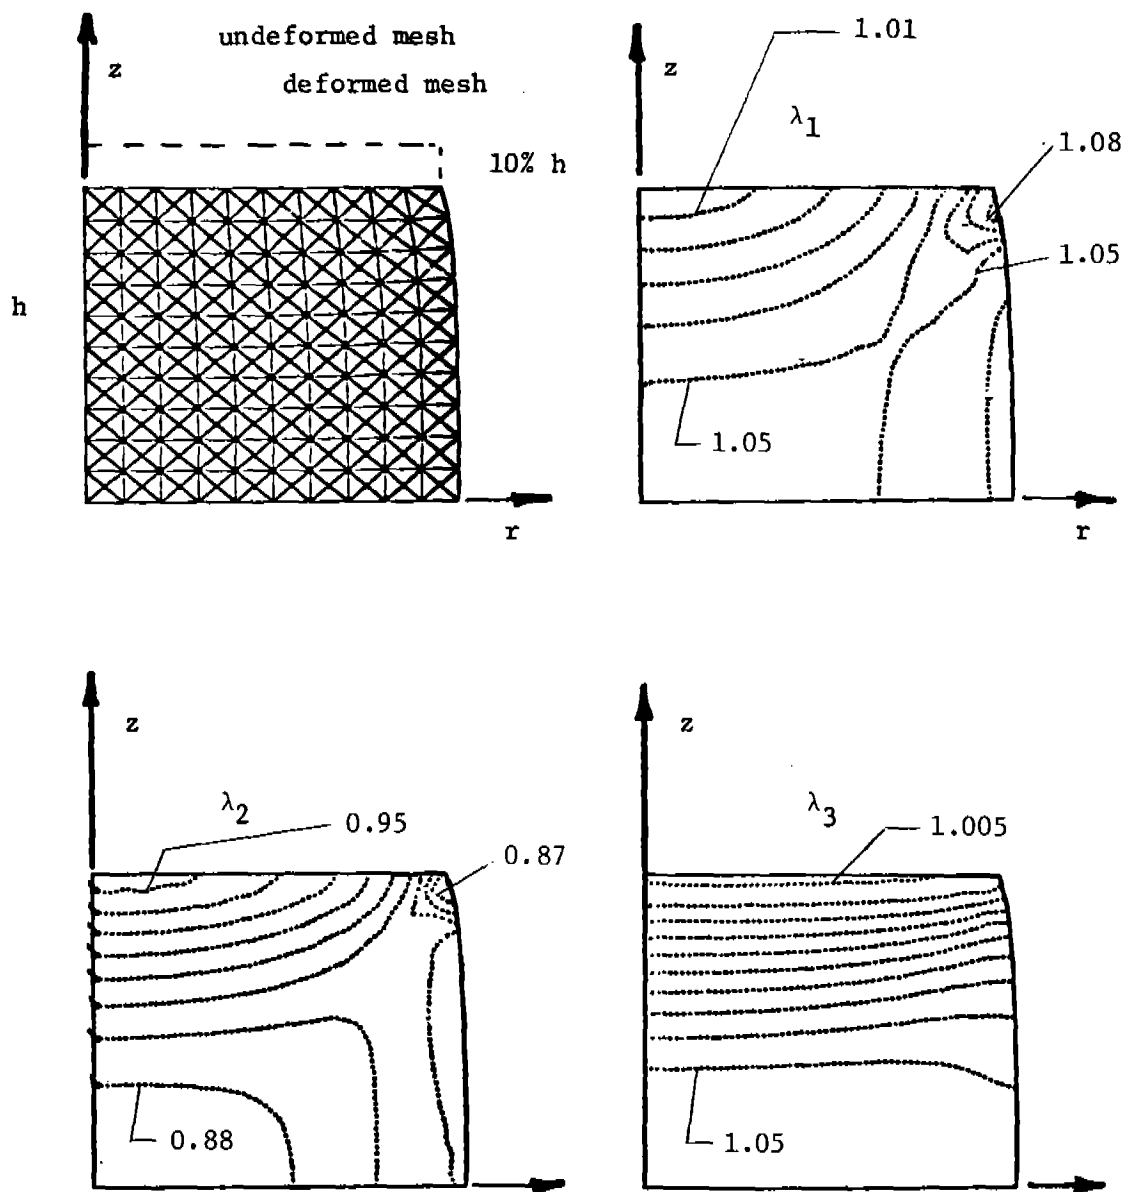 undeformed mesh
deformed mesh
z
10% h
h
r
z
λ1
1.01
1.08
1.05
1.05
r
z
λ2
0.95
0.87
0.88
z
λ3
1.005
1.05